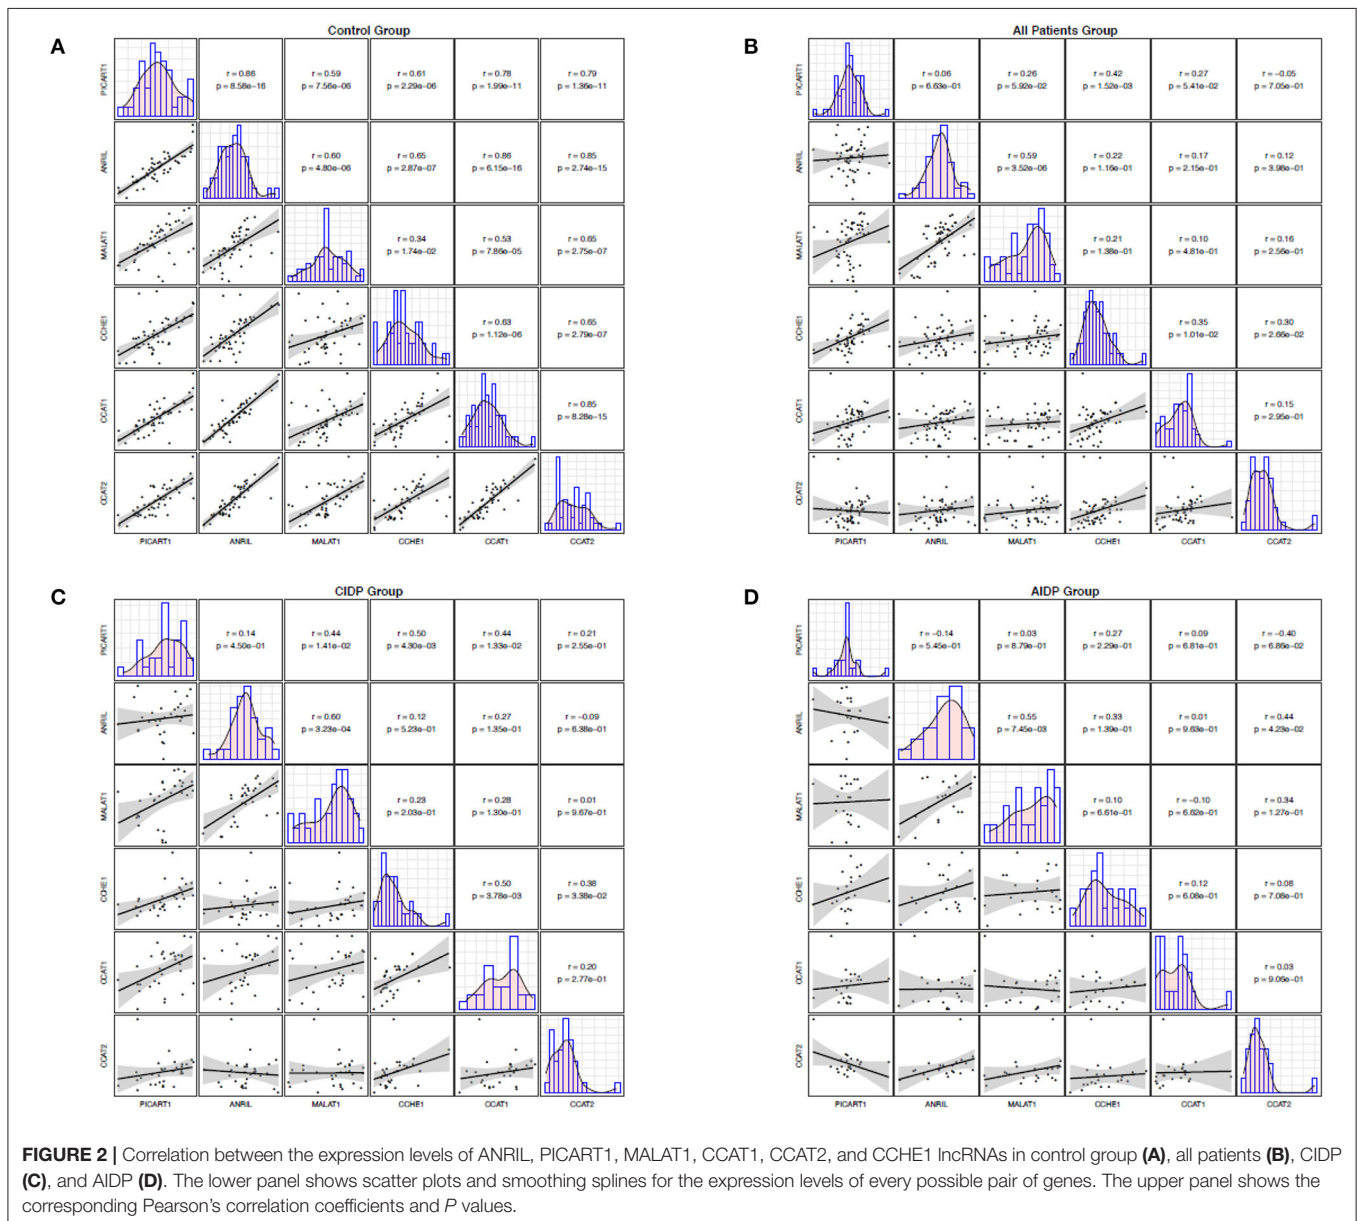 A
Control Group
PICART1
r = 0.86
p = 8.58e−16
r = 0.59
p = 7.56e−06
r = 0.61
p = 2.29e−06
r = 0.78
p = 1.99e−11
r = 0.79
p = 1.36e−11
ANRIL
r = 0.60
p = 4.80e−06
r = 0.65
p = 2.87e−07
r = 0.86
p = 6.15e−16
r = 0.85
p = 2.74e−15
MALAT1
r = 0.34
p = 1.74e−02
r = 0.53
p = 7.86e−05
r = 0.65
p = 2.75e−07
CCHE1
r = 0.63
p = 1.12e−06
r = 0.65
p = 2.79e−07
CCAT1
r = 0.85
p = 8.28e−15
CCAT2
PICART1 ANRIL MALAT1 CCHE1 CCAT1 CCAT2
B
All Patients Group
PICART1
r = 0.06
p = 6.63e−01
r = 0.26
p = 5.92e−02
r = 0.42
p = 1.52e−03
r = 0.27
p = 5.41e−02
r = −0.05
p = 7.05e−01
ANRIL
r = 0.59
p = 3.52e−06
r = 0.22
p = 1.16e−01
r = 0.17
p = 2.15e−01
r = 0.12
p = 3.98e−01
MALAT1
r = 0.21
p = 1.38e−01
r = 0.10
p = 4.81e−01
r = 0.16
p = 2.56e−01
CCHE1
r = 0.35
p = 1.01e−02
r = 0.30
p = 2.66e−02
CCAT1
r = 0.15
p = 2.95e−01
CCAT2
PICART1 ANRIL MALAT1 CCHE1 CCAT1 CCAT2
C
CIDP Group
PICART1
r = 0.14
p = 4.50e−01
r = 0.44
p = 1.41e−02
r = 0.50
p = 4.30e−03
r = 0.44
p = 1.33e−02
r = 0.21
p = 2.55e−01
ANRIL
r = 0.60
p = 3.23e−04
r = 0.12
p = 5.23e−01
r = 0.27
p = 1.35e−01
r = −0.09
p = 6.38e−01
MALAT1
r = 0.23
p = 2.03e−01
r = 0.28
p = 1.30e−01
r = 0.01
p = 9.67e−01
CCHE1
r = 0.50
p = 3.78e−03
r = 0.38
p = 3.38e−02
CCAT1
r = 0.20
p = 2.77e−01
CCAT2
PICART1 ANRIL MALAT1 CCHE1 CCAT1 CCAT2
D
AIDP Group
PICART1
r = −0.14
p = 5.45e−01
r = 0.03
p = 8.79e−01
r = 0.27
p = 2.29e−01
r = 0.09
p = 6.81e−01
r = −0.40
p = 6.86e−02
ANRIL
r = 0.55
p = 7.45e−03
r = 0.33
p = 1.39e−01
r = 0.01
p = 9.63e−01
r = 0.44
p = 4.23e−02
MALAT1
r = 0.10
p = 6.61e−01
r = −0.10
p = 6.62e−01
r = 0.34
p = 1.27e−01
CCHE1
r = 0.12
p = 6.08e−01
r = 0.08
p = 7.08e−01
CCAT1
r = 0.03
p = 9.05e−01
CCAT2
PICART1 ANRIL MALAT1 CCHE1 CCAT1 CCAT2
FIGURE 2 | Correlation between the expression levels of ANRIL, PICART1, MALAT1, CCAT1, CCAT2, and CCHE1 lncRNAs in control group (A), all patients (B), CIDP
(C), and AIDP (D). The lower panel shows scatter plots and smoothing splines for the expression levels of every possible pair of genes. The upper panel shows the
corresponding Pearson's correlation coefficients and P values.